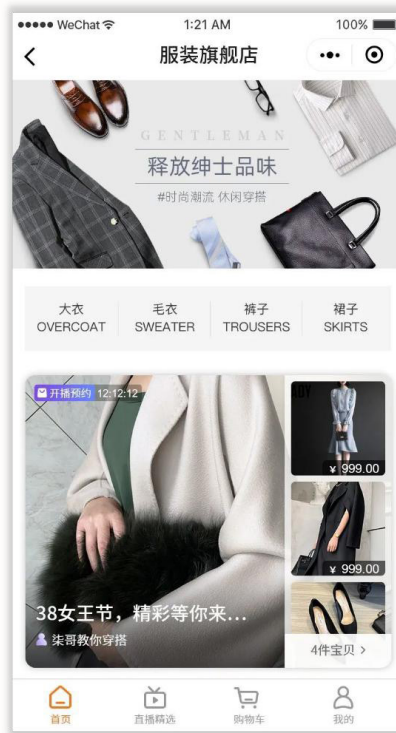 WeChat
1:21 AM
100%
服装旗舰店
GENTLEMAN
释放绅士品味
#时尚潮流 休闲穿搭
大衣
OVERCOAT
毛衣
SWEATER
裤子
TROUSERS
裙子
SKIRTS
开播预约 12:12:12
¥ 999.00
¥ 999.00
38女王节，精彩等你来...
柒哥教你穿搭
4件宝贝 >
首页
直播精选
购物车
我的